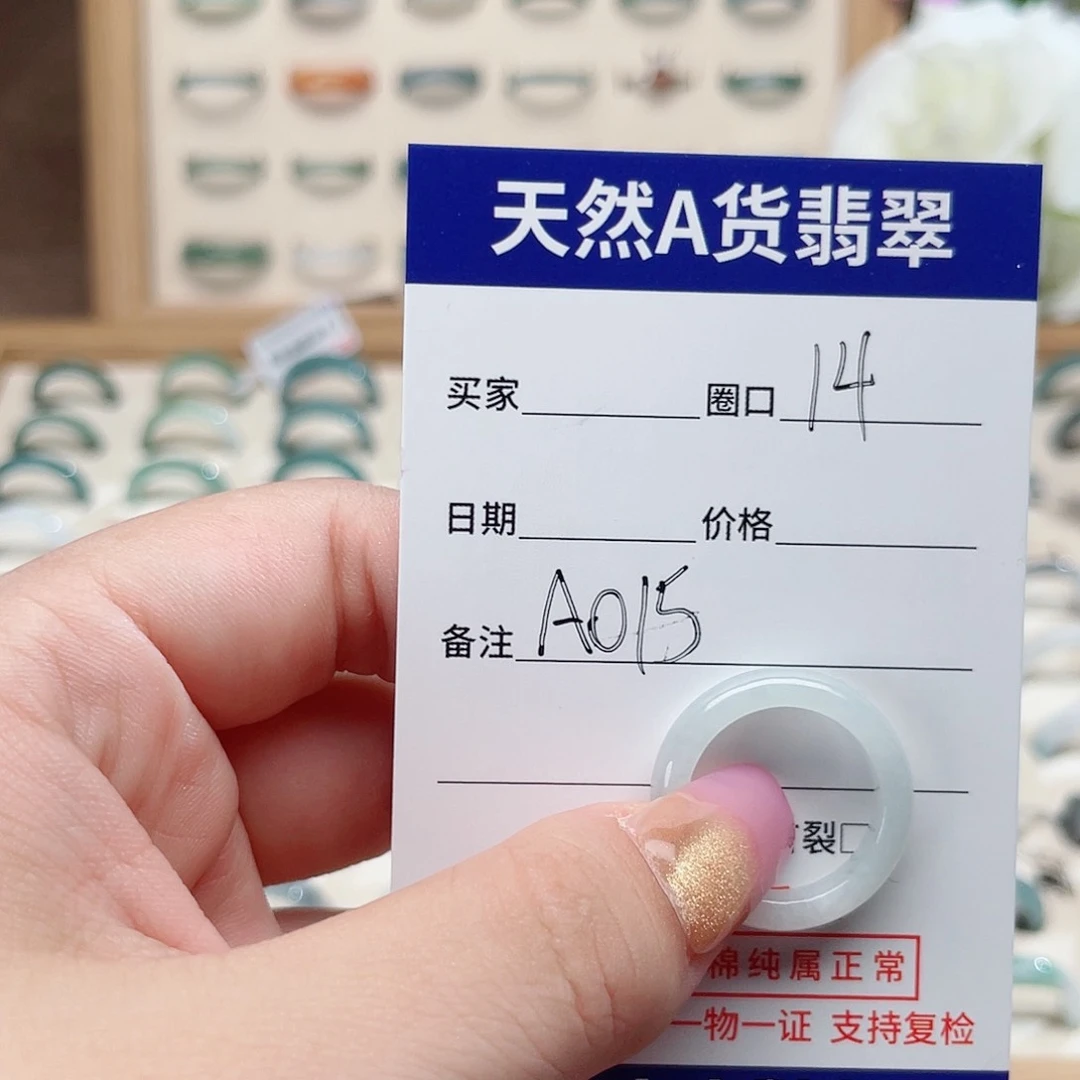 天然A货翡翠
买家 圈口 14
日期 价格
备注 A015
裂□
棉纯属正常
一物一证 支持复检